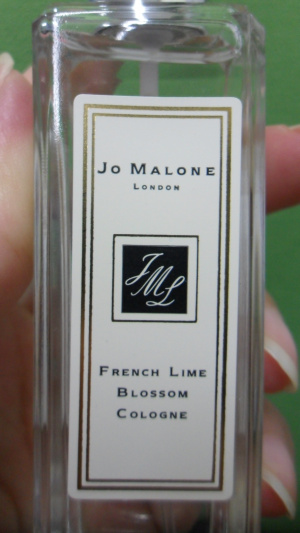 JO MALONE
LONDON
JML
FRENCH LIME
BLOSSOM
COLOGNE